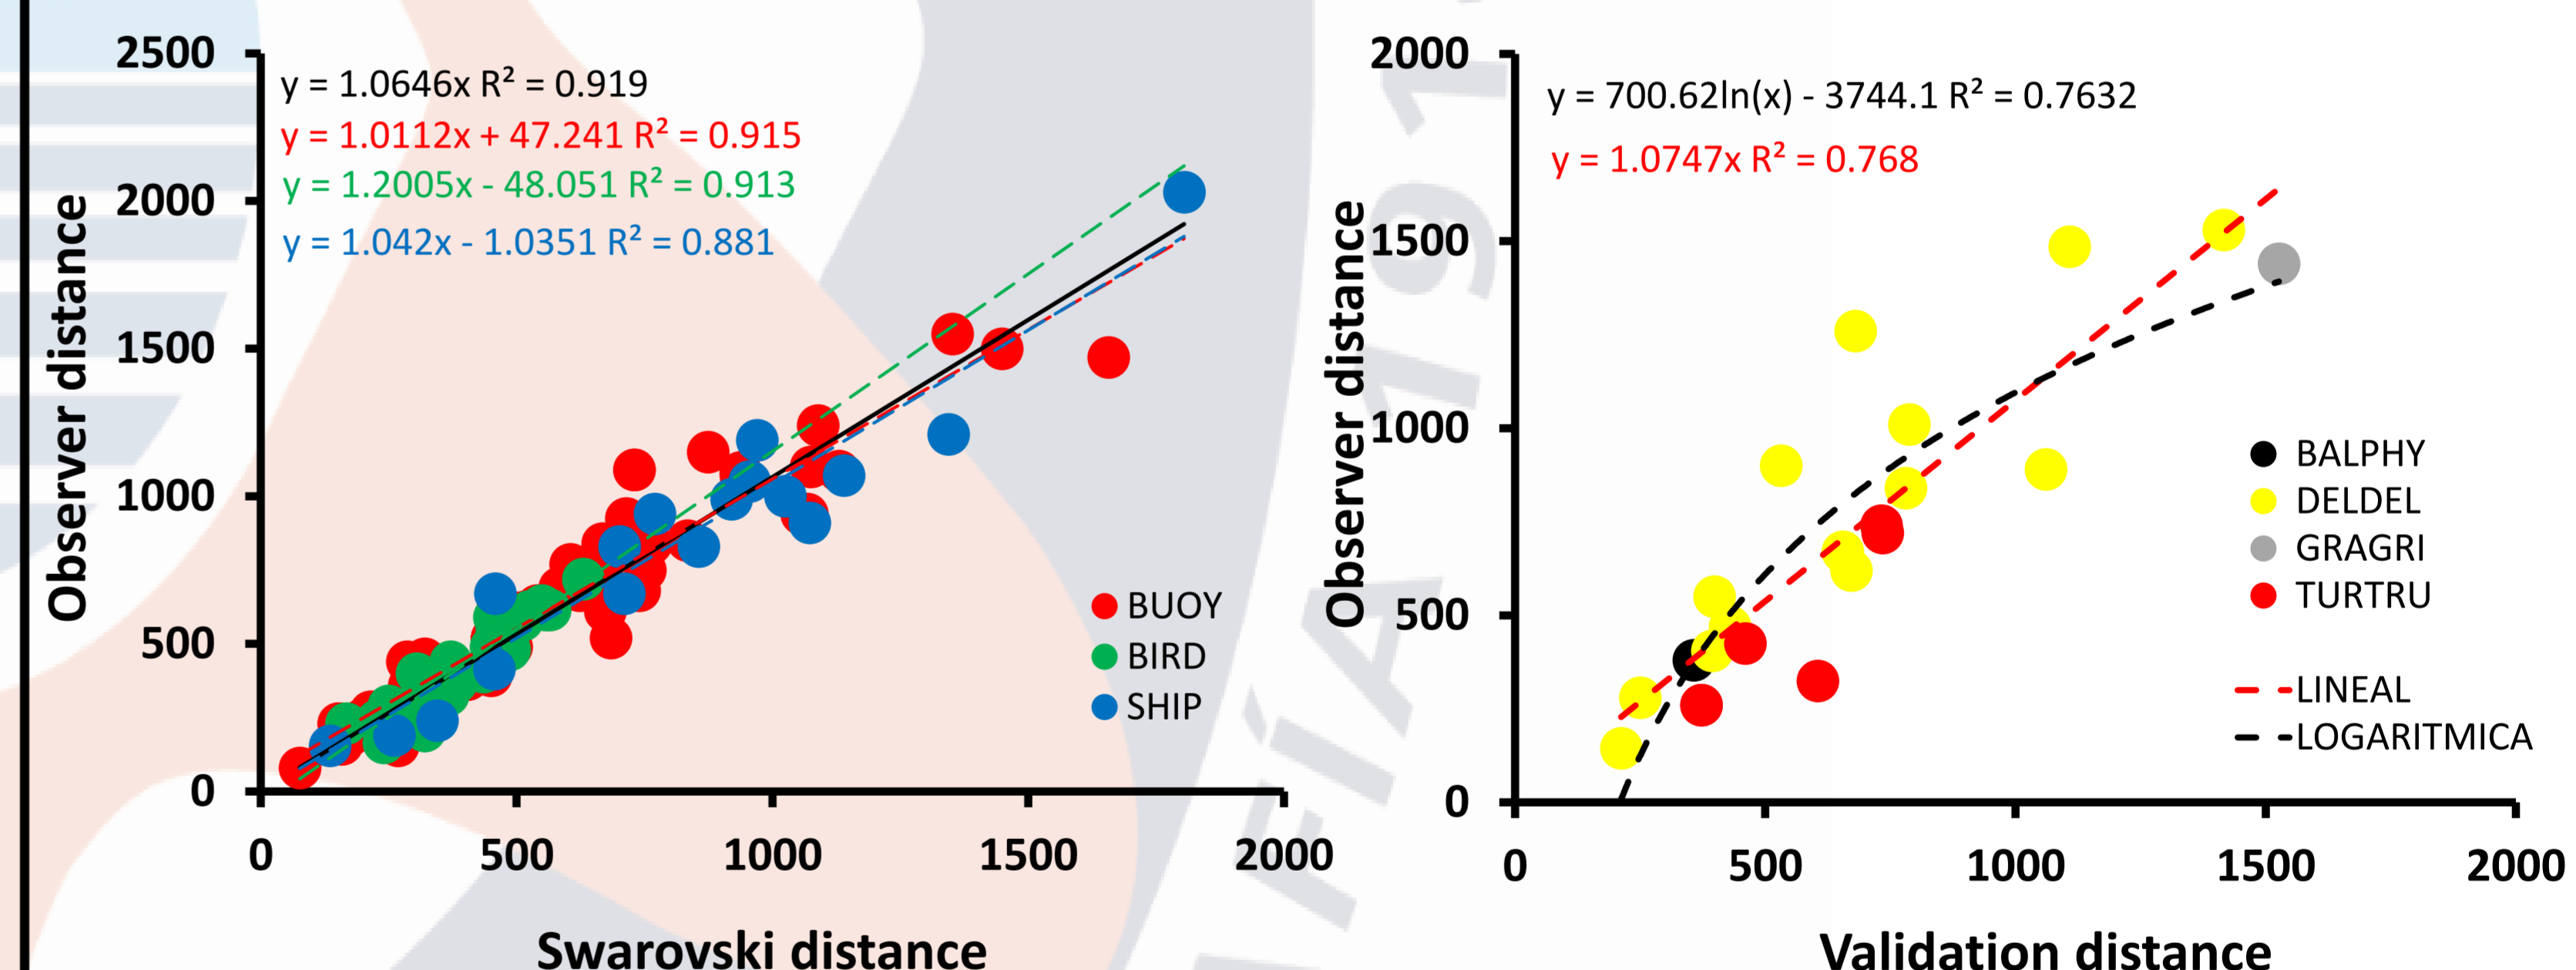 2500
2000
1500
1000
500
0
y = 1.0646x R² = 0.919
y = 1.0112x + 47.241 R² = 0.915
y = 1.2005x - 48.051 R² = 0.913
y = 1.042x - 1.0351 R² = 0.881
Observer distance
BUOY
BIRD
SHIP
0 500 1000 1500 2000
Swarovski distance
2000
1500
1000
500
0
y = 700.62ln(x) - 3744.1 R² = 0.7632
y = 1.0747x R² = 0.768
Observer distance
BALPHY
DELDEL
GRAGRI
TURTRU
LINEAL
LOGARITMICA
0 500 1000 1500 2000
Validation distance